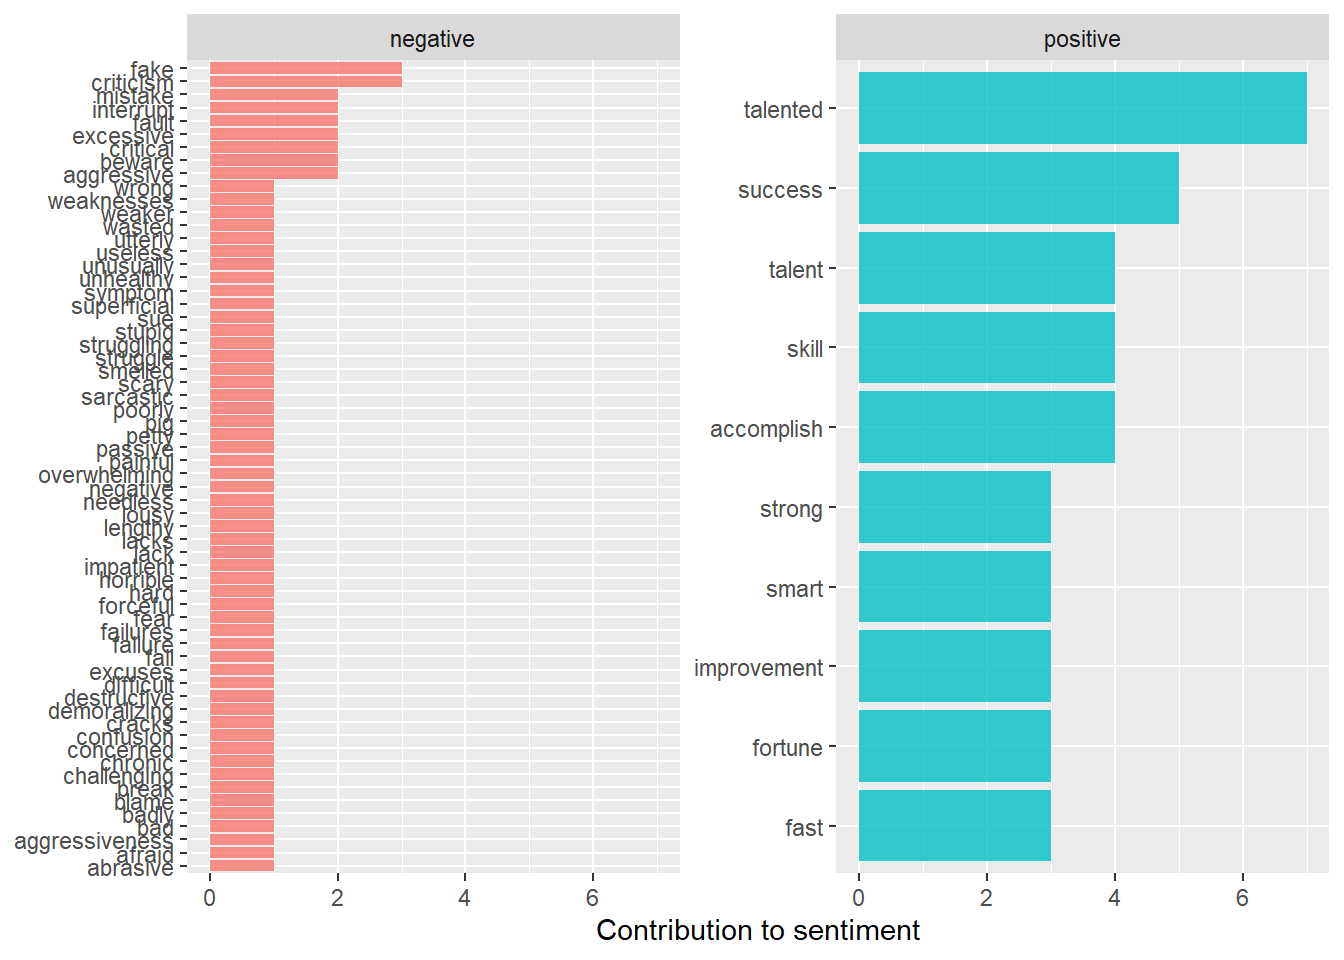 negative
fake
criticism
mistake
interrupt
fault
excessive
critical
beware
aggressive
wrong
weaknesses
weaker
wasted
utterly
useless
unusually
unhealthy
symptom
superficial
sue
stupid
struggling
struggle
smelled
scary
sarcastic
poorly
pig
petty
passive
painful
overwhelming
negative
needless
lousy
lengthy
lacks
lack
impatient
horrible
hard
forceful
fear
failures
failure
fall
excuses
difficult
destructive
demoralizing
cracks
confusion
concerned
chronic
challenging
break
blame
badly
bad
aggressiveness
afraid
abrasive
0 2 4 6
positive
talented
success
talent
skill
accomplish
strong
smart
improvement
fortune
fast
0 2 4 6
Contribution to sentiment